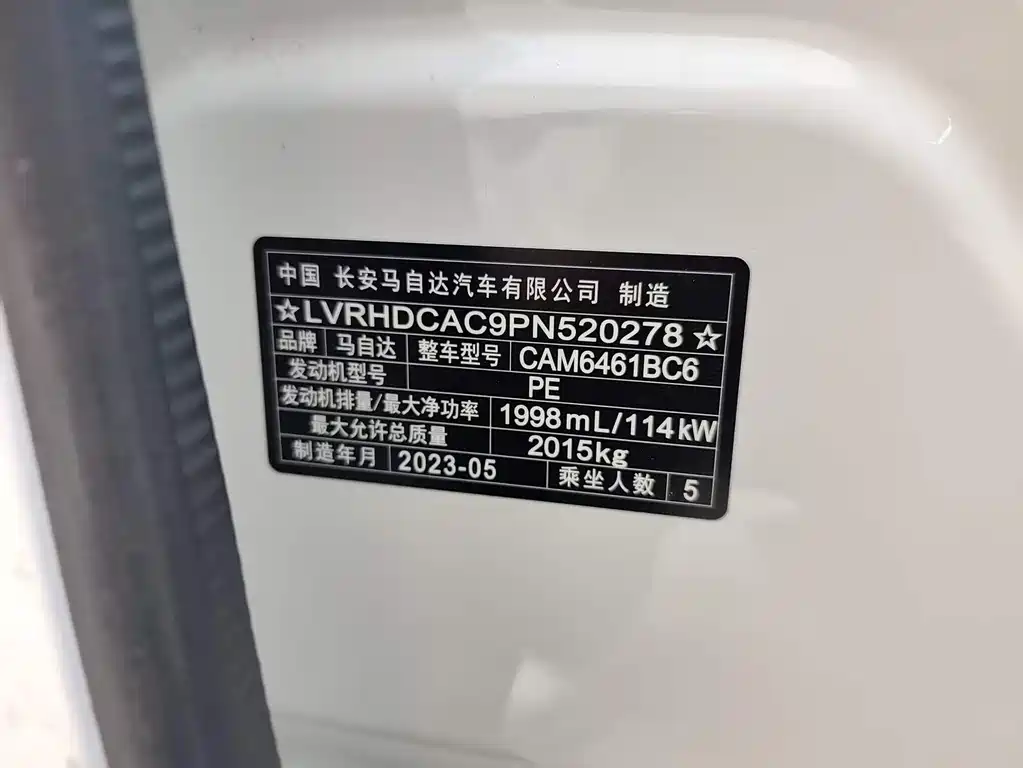 中国 长安马自达汽车有限公司 制造
☆LVRHDCAC9PN520278☆
品牌 马自达 整车型号 CAM6461BC6
发动机型号 PE
发动机排量/最大净功率 1998mL/114kW
最大允许总质量 2015kg
制造年月 2023-05 乘坐人数 5